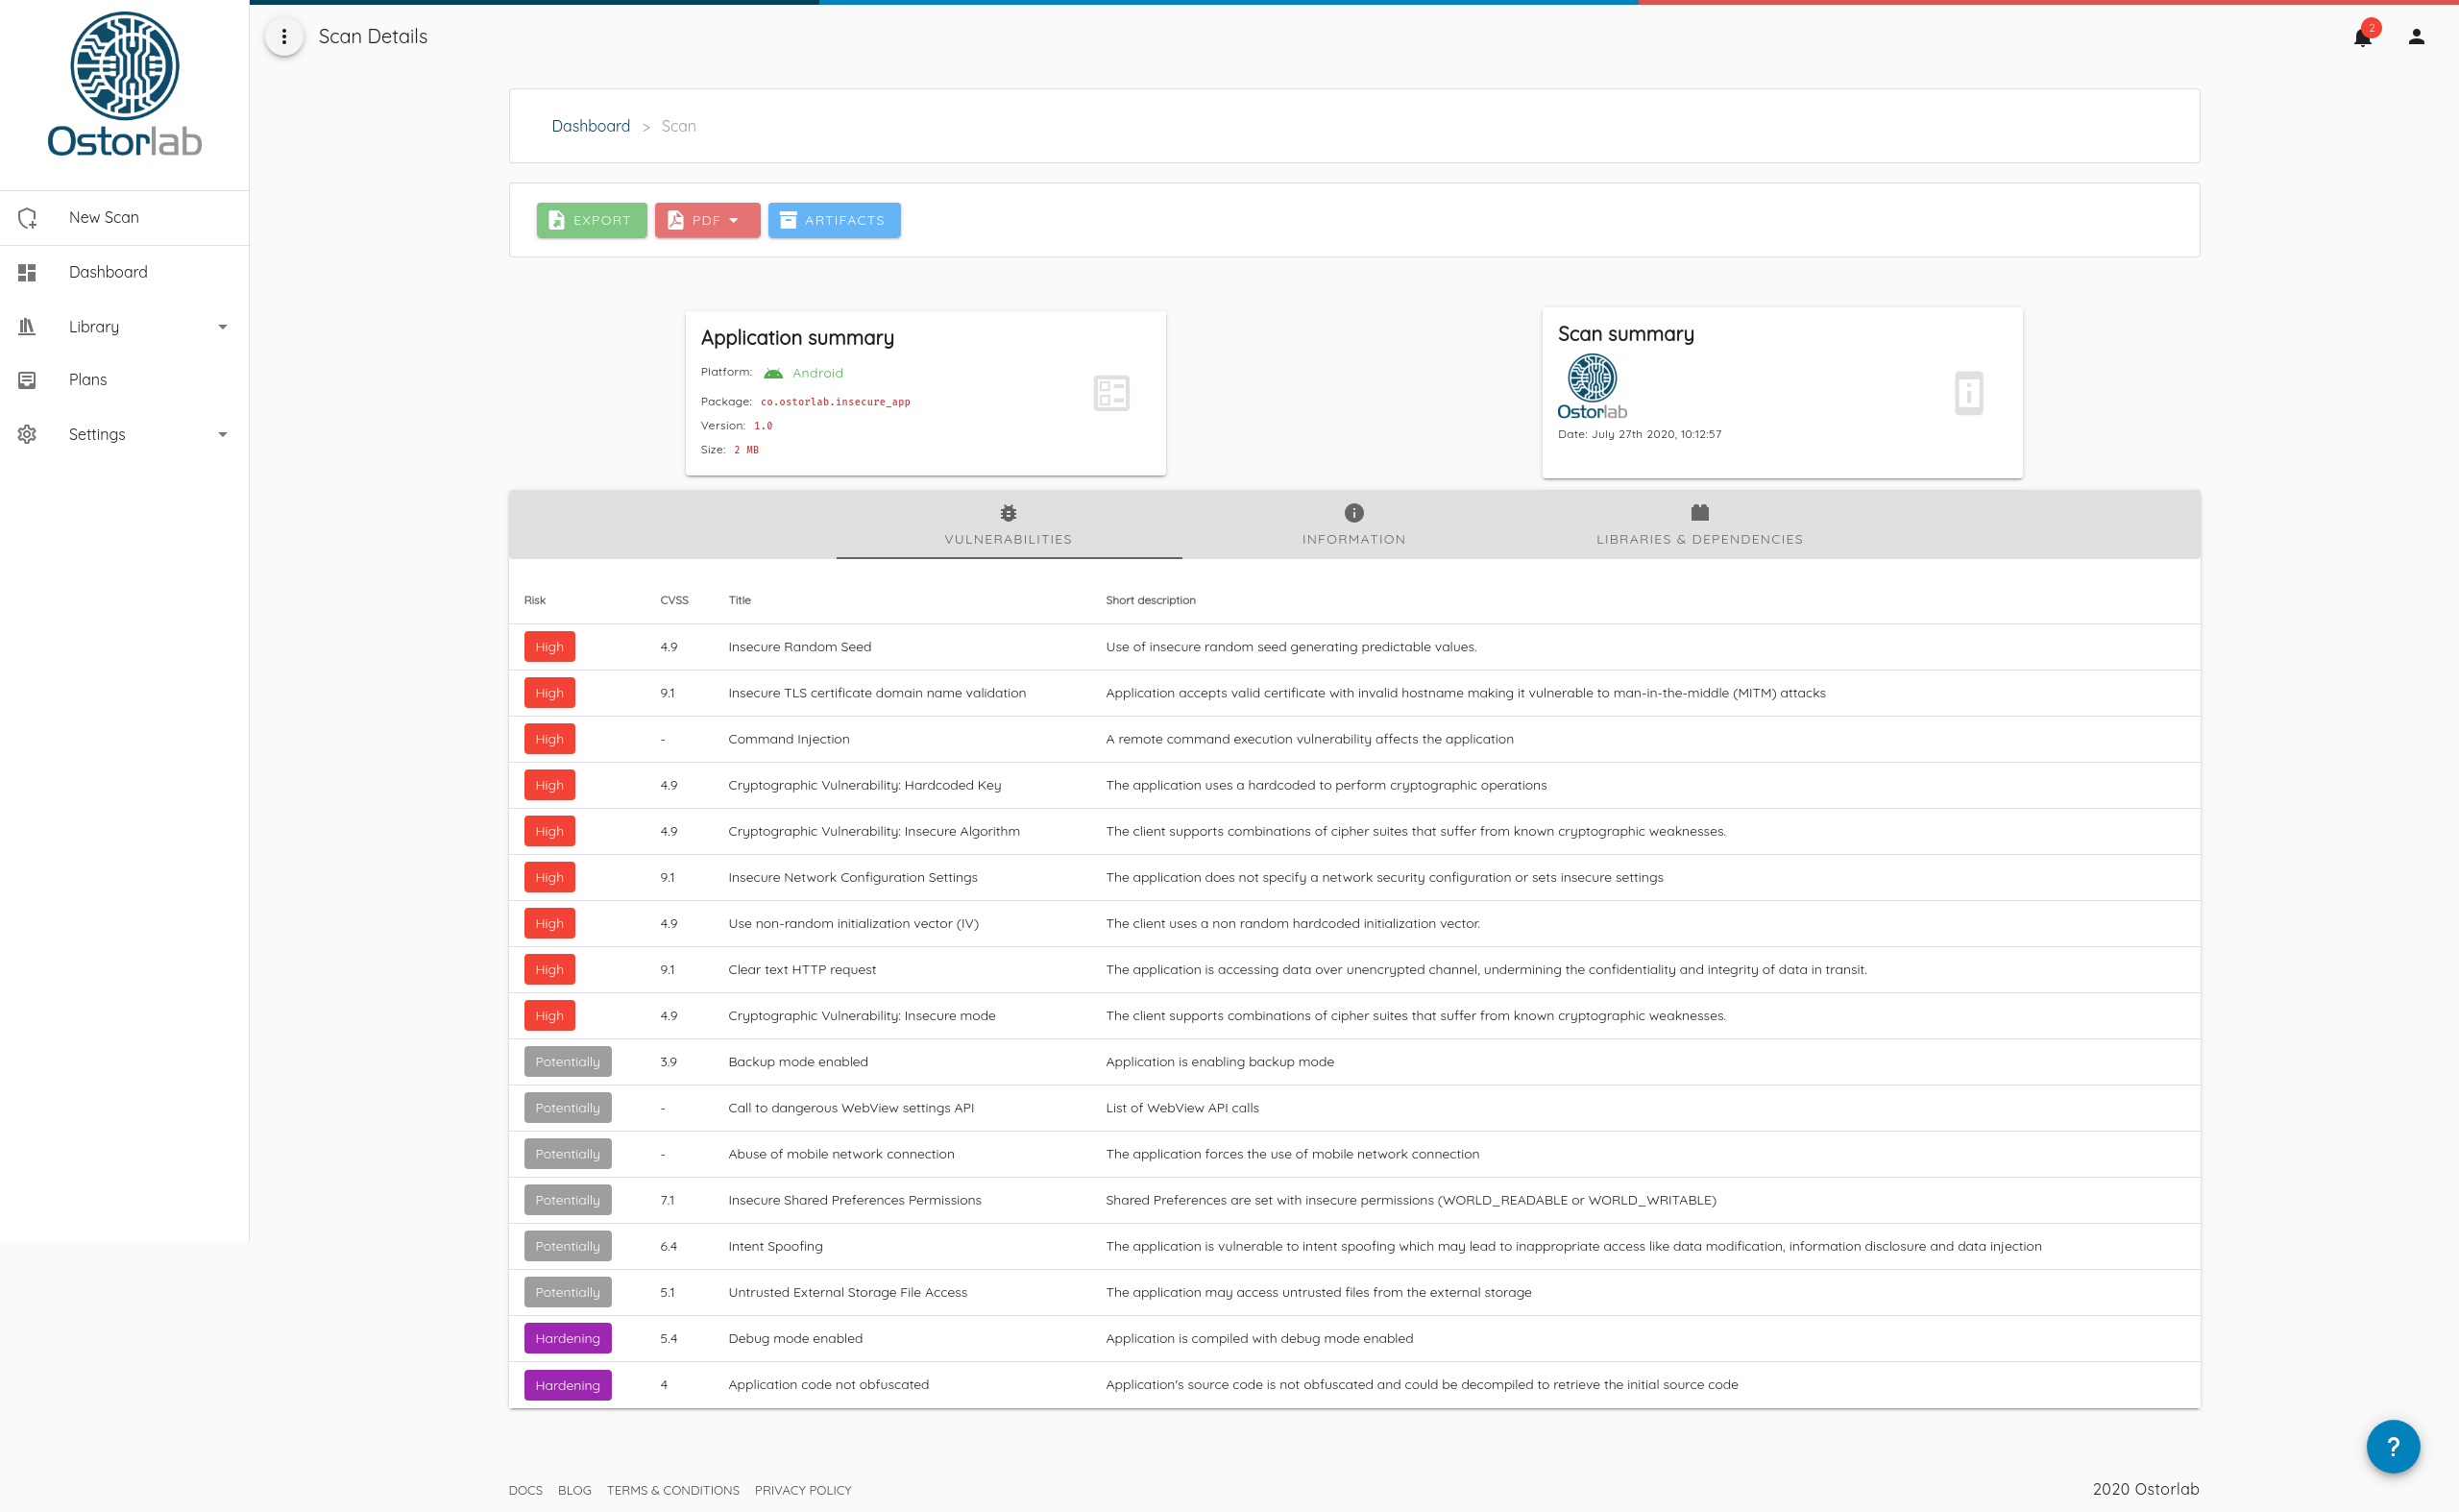 Ostorlab
New Scan
Dashboard
Library
Plans
Settings
Scan Details
2
Dashboard > Scan
EXPORT PDF ARTIFACTS
Application summary
Platform: Android
Package: co.ostorlab.insecure_app
Version: 1.0
Size: 2 MB
Scan summary
Ostorlab
Date: July 27th 2020, 10:12:57
VULNERABILITIES INFORMATION LIBRARIES & DEPENDENCIES
Risk CVSS Title Short description
High 4.9 Insecure Random Seed Use of insecure random seed generating predictable values.
High 9.1 Insecure TLS certificate domain name validation Application accepts valid certificate with invalid hostname making it vulnerable to man-in-the-middle (MITM) attacks
High - Command Injection A remote command execution vulnerability affects the application
High 4.9 Cryptographic Vulnerability: Hardcoded Key The application uses a hardcoded to perform cryptographic operations
High 4.9 Cryptographic Vulnerability: Insecure Algorithm The client supports combinations of cipher suites that suffer from known cryptographic weaknesses.
High 9.1 Insecure Network Configuration Settings The application does not specify a network security configuration or sets insecure settings
High 4.9 Use non-random initialization vector (IV) The client uses a non random hardcoded initialization vector.
High 9.1 Clear text HTTP request The application is accessing data over unencrypted channel, undermining the confidentiality and integrity of data in transit.
High 4.9 Cryptographic Vulnerability: Insecure mode The client supports combinations of cipher suites that suffer from known cryptographic weaknesses.
Potentially 3.9 Backup mode enabled Application is enabling backup mode
Potentially - Call to dangerous WebView settings API List of WebView API calls
Potentially - Abuse of mobile network connection The application forces the use of mobile network connection
Potentially 7.1 Insecure Shared Preferences Permissions Shared Preferences are set with insecure permissions (WORLD_READABLE or WORLD_WRITABLE)
Potentially 6.4 Intent Spoofing The application is vulnerable to intent spoofing which may lead to inappropriate access like data modification, information disclosure and data injection
Potentially 5.1 Untrusted External Storage File Access The application may access untrusted files from the external storage
Hardening 5.4 Debug mode enabled Application is compiled with debug mode enabled
Hardening 4 Application code not obfuscated Application's source code is not obfuscated and could be decompiled to retrieve the initial source code
?
DOCS BLOG TERMS & CONDITIONS PRIVACY POLICY 2020 Ostorlab